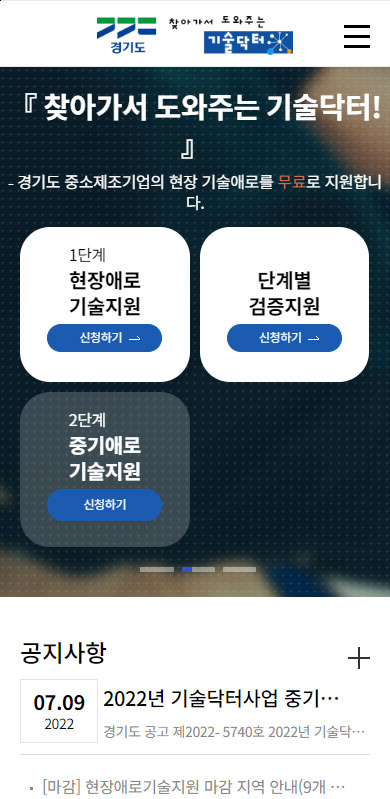 경기도
찾아가서 도와주는
기술닥터
『 찾아가서 도와주는 기술닥터!
』
- 경기도 중소제조기업의 현장 기술애로를 무료로 지원합니
다.
1단계
현장애로
기술지원
신청하기
단계별
검증지원
신청하기
2단계
중기애로
기술지원
신청하기
공지사항
07.09
2022
2022년 기술닥터사업 중기…
경기도 공고 제2022- 5740호 2022년 기술닥…
[마감] 현장애로기술지원 마감 지역 안내(9개 …